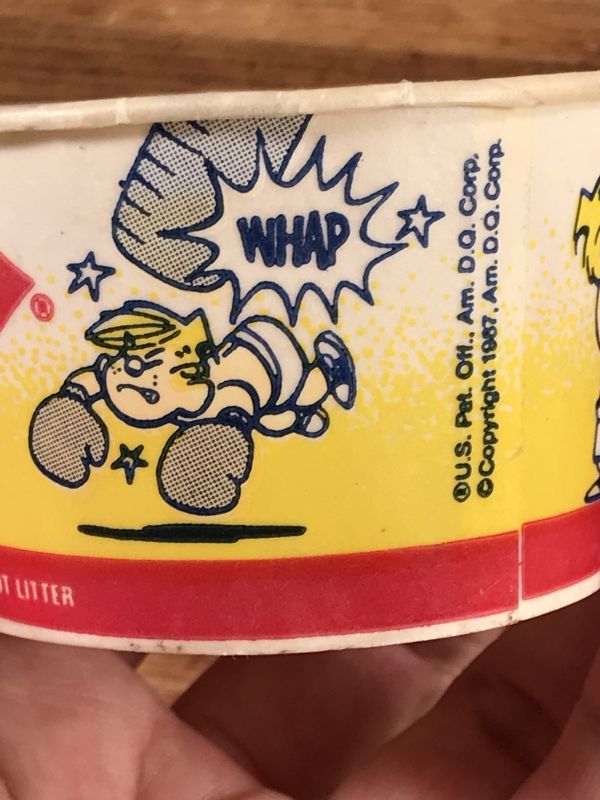 WHAP
®
®U.S. Pat. Off., Am. D.Q. Corp.
©Copyright 1987, Am. D.Q. Corp.
LITTER